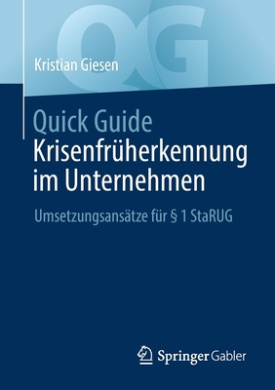 QG
Kristian Giesen
Quick Guide
Krisenfrüherkennung
im Unternehmen
Umsetzungsansätze für § 1 StaRUG
Springer Gabler